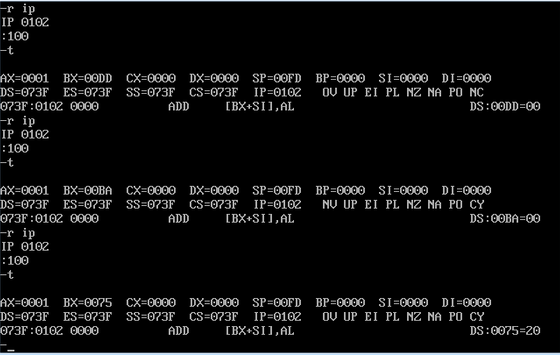 -r ip
IP 0102
:100
-t
AX=0001 BX=00DD CX=0000 DX=0000 SP=00FD BP=0000 SI=0000 DI=0000
DS=073F ES=073F SS=073F CS=073F IP=0102 OV UP EI PL NZ NA PO NC
073F:0102 0000 ADD [BX+SI],AL DS:00DD=00
-r ip
IP 0102
:100
-t
AX=0001 BX=00BA CX=0000 DX=0000 SP=00FD BP=0000 SI=0000 DI=0000
DS=073F ES=073F SS=073F CS=073F IP=0102 NV UP EI PL NZ NA PO CY
073F:0102 0000 ADD [BX+SI],AL DS:00BA=00
-r ip
IP 0102
:100
-t
AX=0001 BX=0075 CX=0000 DX=0000 SP=00FD BP=0000 SI=0000 DI=0000
DS=073F ES=073F SS=073F CS=073F IP=0102 OV UP EI PL NZ NA PO CY
073F:0102 0000 ADD [BX+SI],AL DS:0075=20
-_